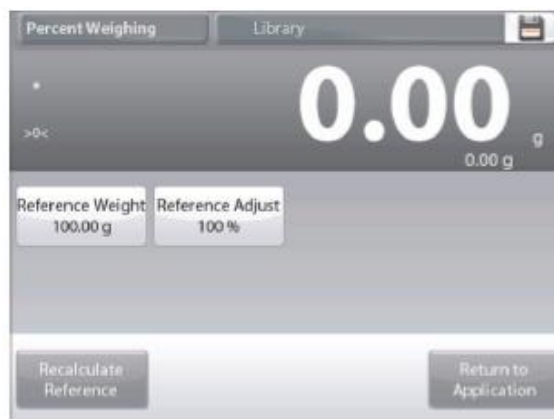 Percent Weighing
Library
0.00 g
>0<
0.00 g
Reference Weight
100.00 g
Reference Adjust
100 %
Recalculate
Reference
Return to
Application